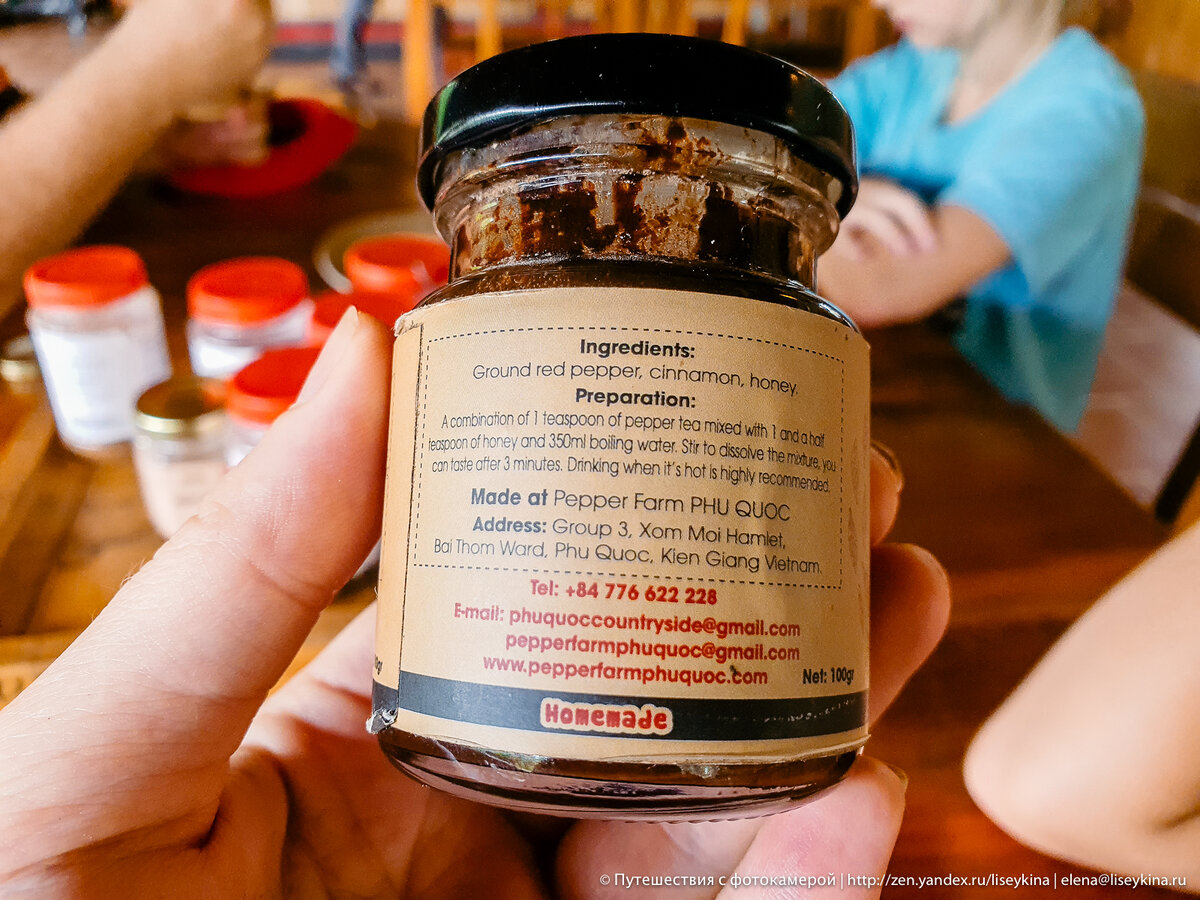 Ingredients:
Ground red pepper, cinnamon, honey.
Preparation:
A combination of 1 teaspoon of pepper tea mixed with 1 and a half
teaspoon of honey and 350ml boiling water. Stir to dissolve the mixture, you
can taste after 3 minutes. Drinking when it's hot is highly recommended.
Made at Pepper Farm PHU QUOC
Address: Group 3, Xom Moi Hamlet,
Bai Thom Ward, Phu Quoc, Kien Giang Vietnam.
Tel: +84 776 622 228
E-mail: phuquoccountryside@gmail.com
pepperfarmphuquoc@gmail.com
www.pepperfarmphuquoc.com
Net: 100gr
Homemade
© Путешествия с фотокамерой | http://zen.yandex.ru/liseykina | elena@liseykina.ru